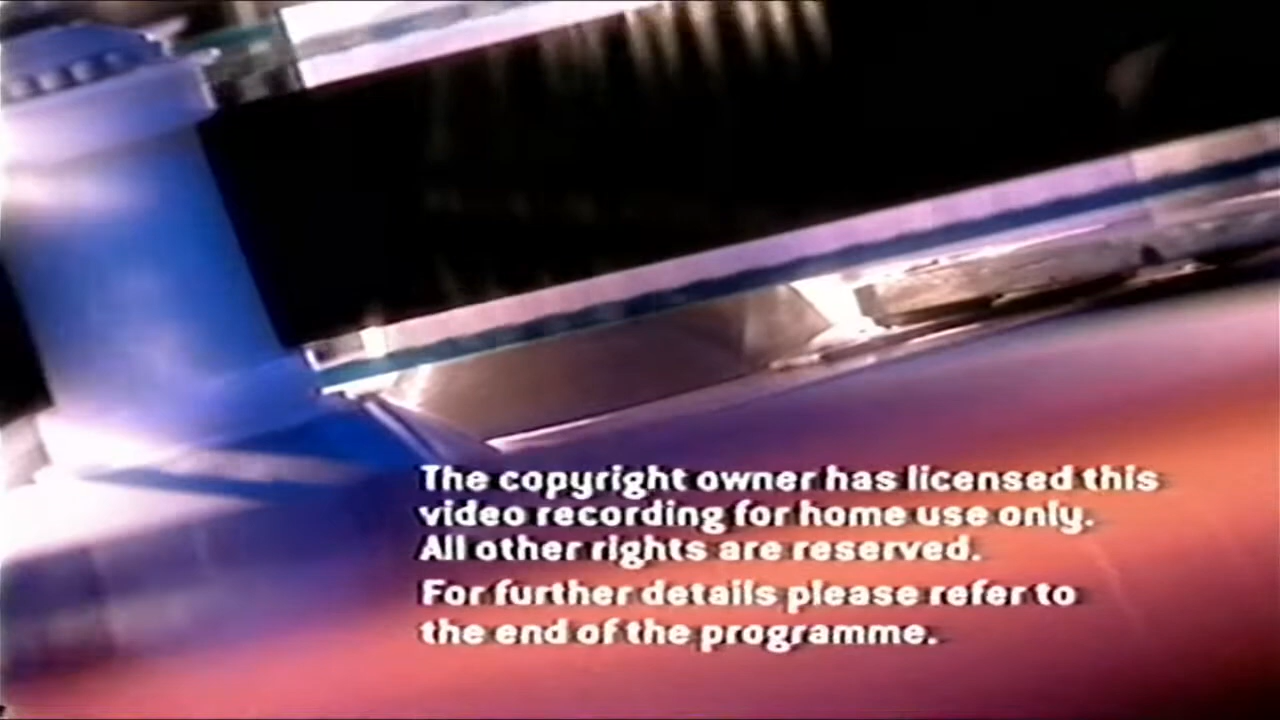 The copyright owner has licensed this
video recording for home use only.
All other rights are reserved.
For further details please refer to
the end of the programme.